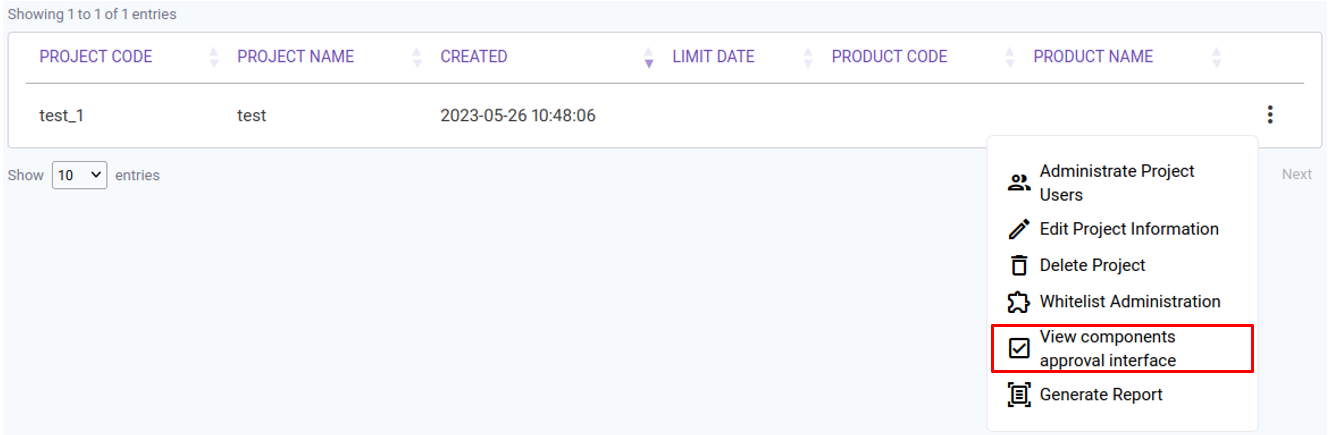 Showing 1 to 1 of 1 entries
PROJECT CODE PROJECT NAME CREATED LIMIT DATE PRODUCT CODE PRODUCT NAME
test_1 test 2023-05-26 10:48:06
Show 10 entries Next
Administrate Project
Users
Edit Project Information
Delete Project
Whitelist Administration
View components
approval interface
Generate Report